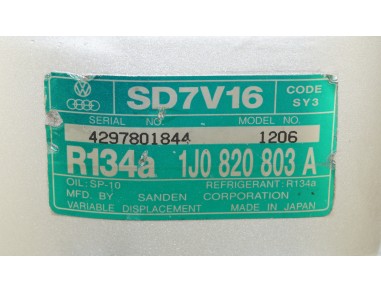 SD7V16 CODE SY3
SERIAL NO. MODEL NO.
4297801844 1206
R134a 1J0 820 803 A
OIL: SP-10 REFRIGERANT: R134a
MFD. BY SANDEN CORPORATION
VARIABLE DISPLACEMENT MADE IN JAPAN